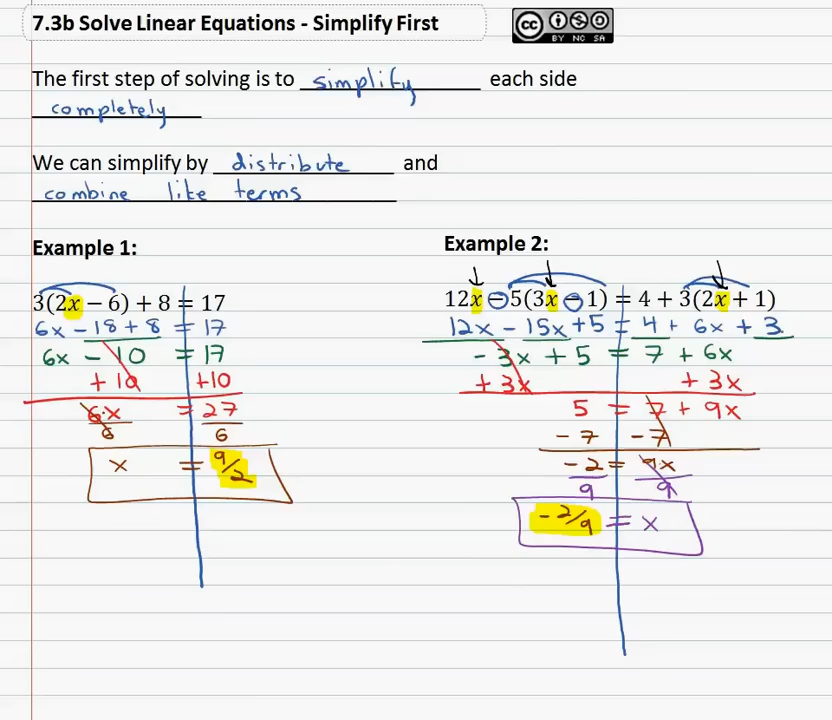 7.3b Solve Linear Equations - Simplify First
cc BY NC SA
The first step of solving is to simplify each side
completely
We can simplify by distribute and
combine like terms
Example 1:
3(2x − 6) + 8 = 17
6x − 18 + 8 = 17
6x − 10 = 17
+ 10 +10
6x = 27
6 6
x = 9/2
Example 2:
12x − 5(3x − 1) = 4 + 3(2x + 1)
12x − 15x + 5 = 4 + 6x + 3
− 3x + 5 = 7 + 6x
+ 3x + 3x
5 = 7 + 9x
− 7 − 7
−2 = 9x
9 9
−2/9 = x